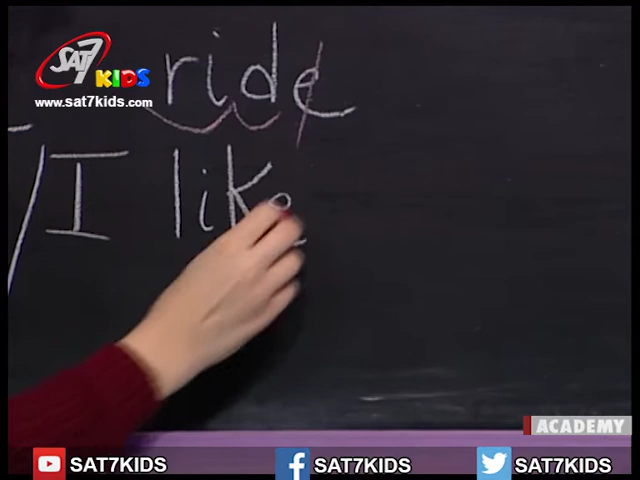 SAT7 KIDS
www.sat7kids.com
ride
I like
ACADEMY
SAT7KIDS SAT7KIDS SAT7KIDS